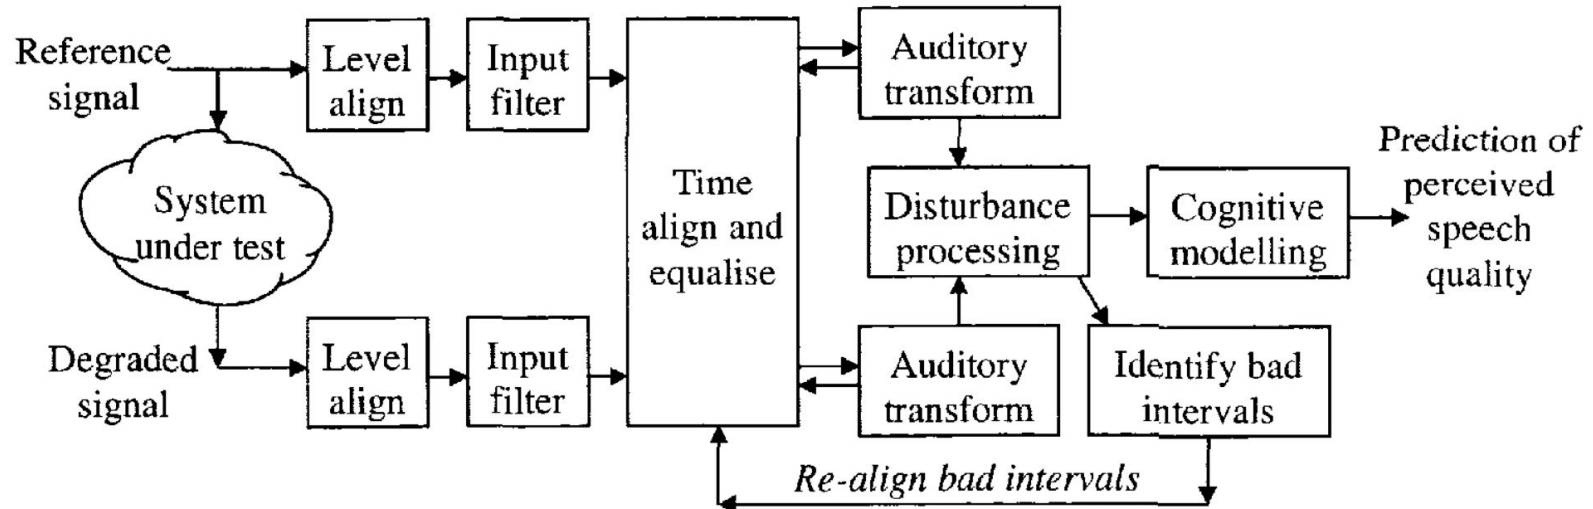 Reference
signal
Level
align
Input
filter
Auditory
transform
System
under test
Time
align and
equalise
Disturbance
processing
Cognitive
modelling
Prediction of
perceived
speech
quality
Degraded
signal
Level
align
Input
filter
Auditory
transform
Identify bad
intervals
Re-align bad intervals